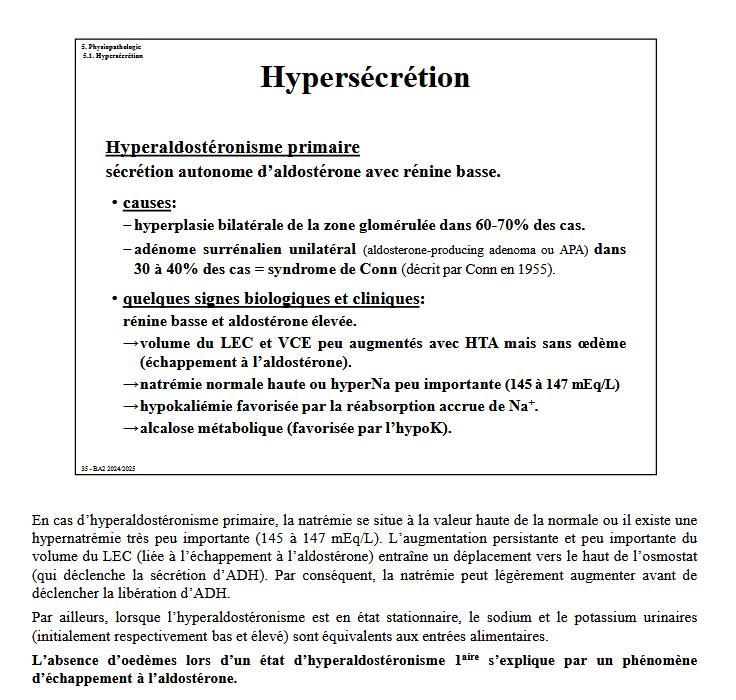 5. Physiopathologie
5.1. Hypersécrétion
Hypersécrétion
Hyperaldostéronisme primaire
sécrétion autonome d’aldostérone avec rénine basse.
• causes:
– hyperplasie bilatérale de la zone glomérulée dans 60-70% des cas.
– adénome surrénalien unilatéral (aldosterone-producing adenoma ou APA) dans
30 à 40% des cas = syndrome de Conn (décrit par Conn en 1955).
• quelques signes biologiques et cliniques:
rénine basse et aldostérone élevée.
→volume du LEC et VCE peu augmentés avec HTA mais sans œdème
(échappement à l’aldostérone).
→natrémie normale haute ou hyperNa peu importante (145 à 147 mEq/L)
→hypokaliémie favorisée par la réabsorption accrue de Na⁺.
→alcalose métabolique (favorisée par l’hypoK).
35 - BA2 2024/2025
En cas d’hyperaldostéronisme primaire, la natrémie se situe à la valeur haute de la normale ou il existe une
hypernatrémie très peu importante (145 à 147 mEq/L). L’augmentation persistante et peu importante du
volume du LEC (liée à l’échappement à l’aldostérone) entraîne un déplacement vers le haut de l’osmostat
(qui déclenche la sécrétion d’ADH). Par conséquent, la natrémie peut légèrement augmenter avant de
déclencher la libération d’ADH.
Par ailleurs, lorsque l’hyperaldostéronisme est en état stationnaire, le sodium et le potassium urinaires
(initialement respectivement bas et élevé) sont équivalents aux entrées alimentaires.
L’absence d’oedèmes lors d’un état d’hyperaldostéronisme 1aire s’explique par un phénomène
d’échappement à l’aldostérone.